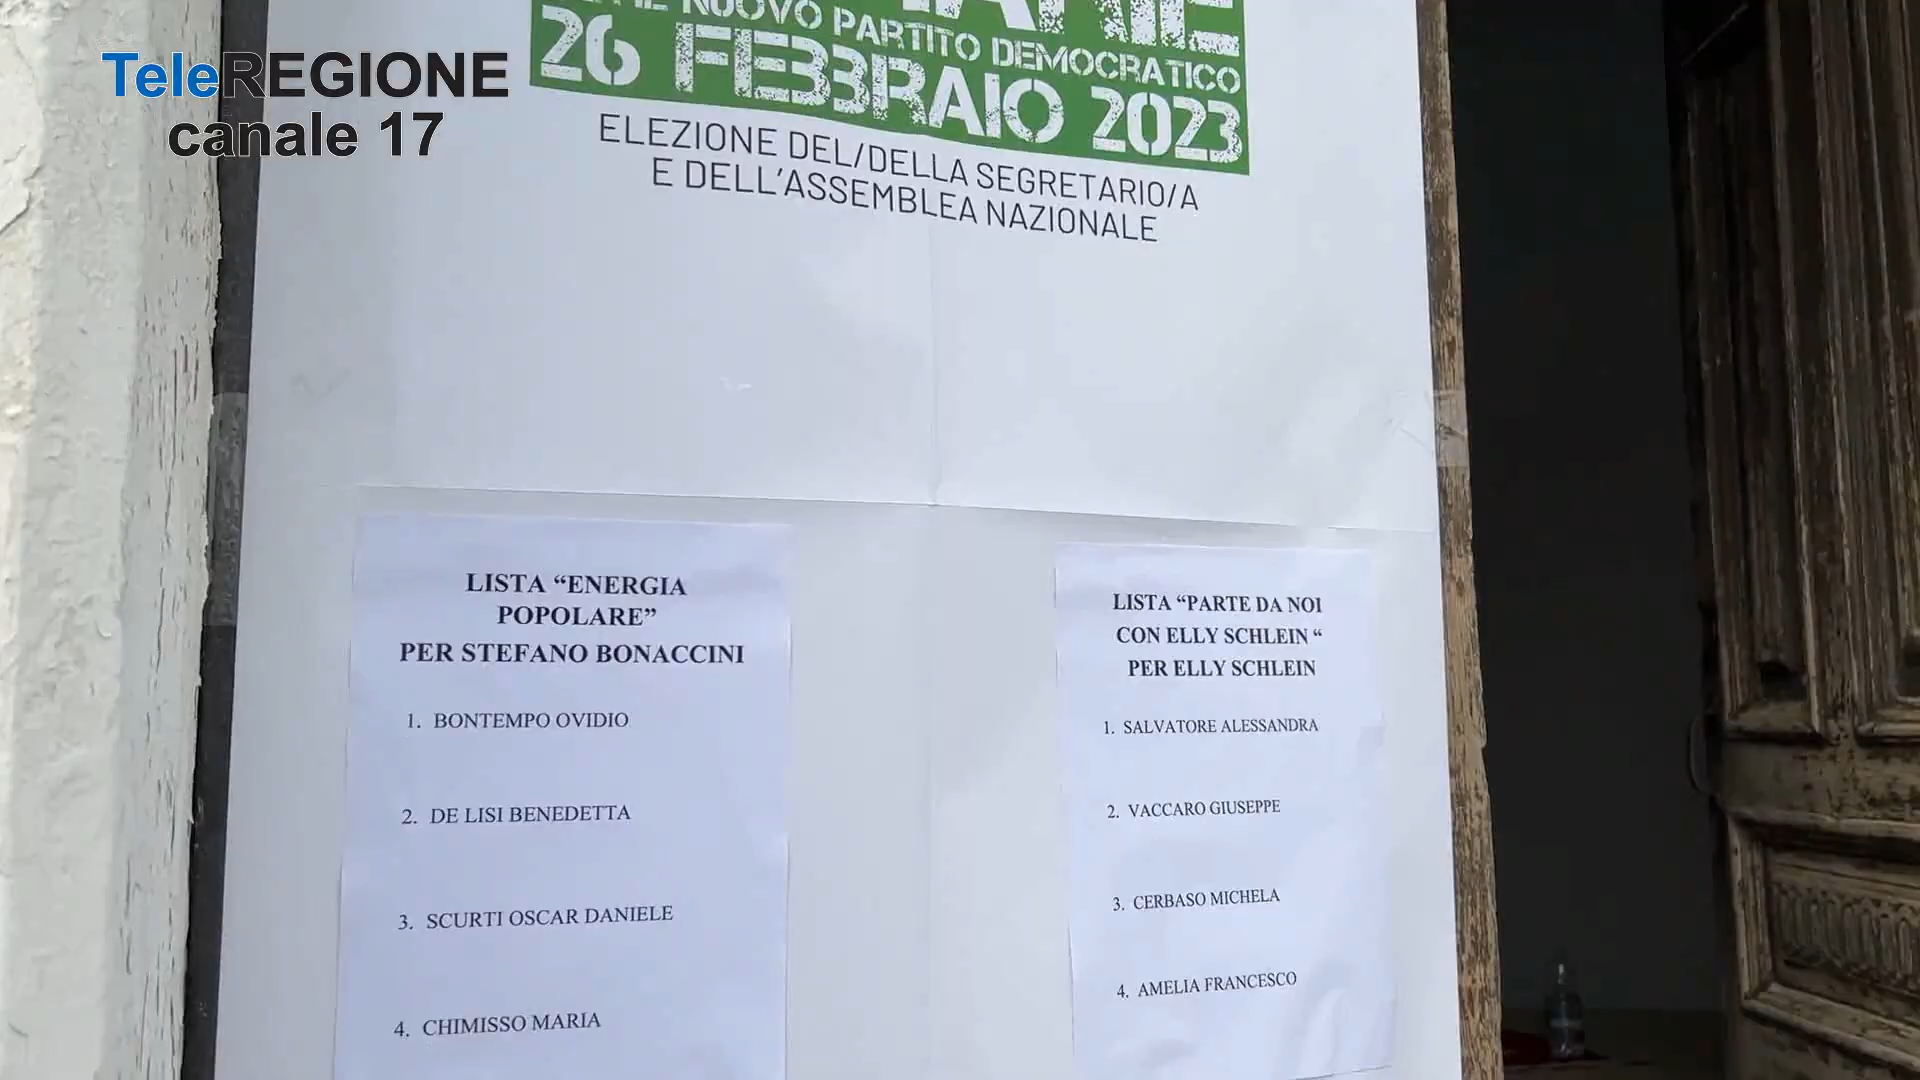 TeleREGIONE
canale 17
NUOVO PARTITO DEMOCRATICO
26 FEBBRAIO 2023
ELEZIONE DEL/DELLA SEGRETARIO/A
E DELL'ASSEMBLEA NAZIONALE
LISTA “ENERGIA
POPOLARE”
PER STEFANO BONACCINI
1. BONTEMPO OVIDIO
2. DE LISI BENEDETTA
3. SCURTI OSCAR DANIELE
4. CHIMISSO MARIA
LISTA “PARTE DA NOI
CON ELLY SCHLEIN “
PER ELLY SCHLEIN
1. SALVATORE ALESSANDRA
2. VACCARO GIUSEPPE
3. CERBASO MICHELA
4. AMELIA FRANCESCO